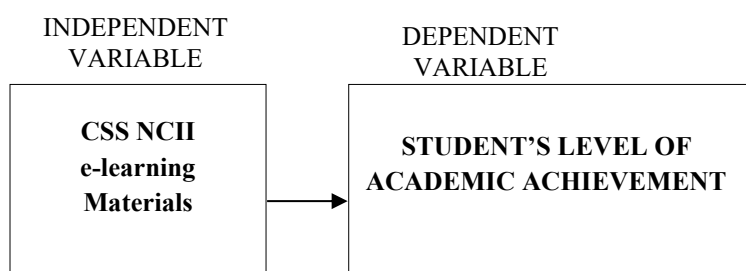 INDEPENDENT
VARIABLE
DEPENDENT
VARIABLE
CSS NCII
e-learning
Materials
STUDENT’S LEVEL OF
ACADEMIC ACHIEVEMENT